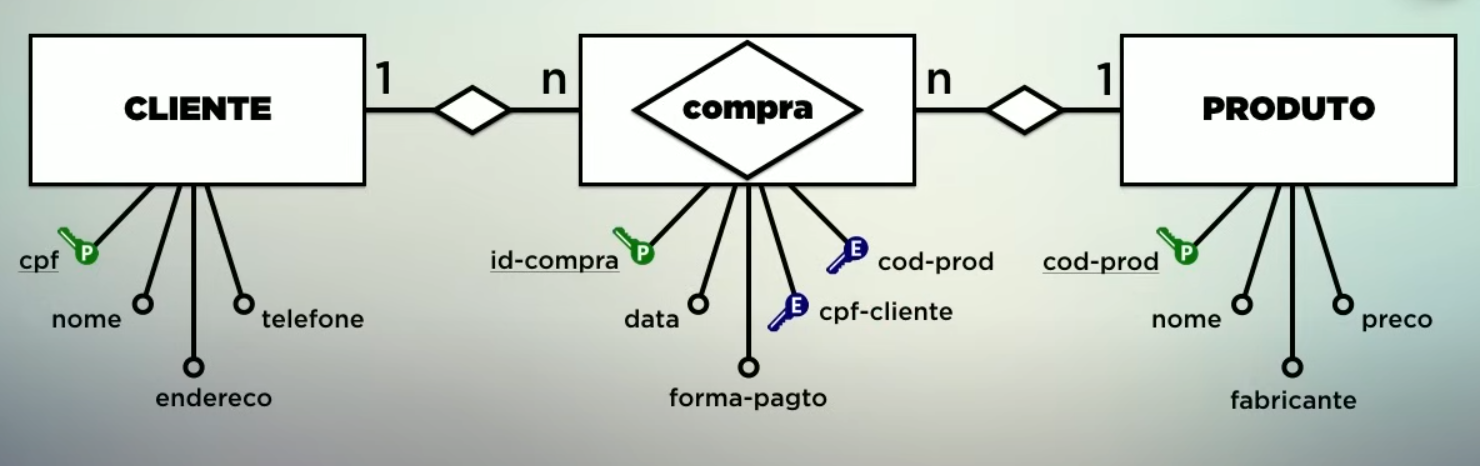 CLIENTE
1
n
compra
n
1
PRODUTO
P
cpf
nome
endereco
telefone
P
id-compra
data
forma-pagto
E
cpf-cliente
E
cod-prod
P
cod-prod
nome
fabricante
preco